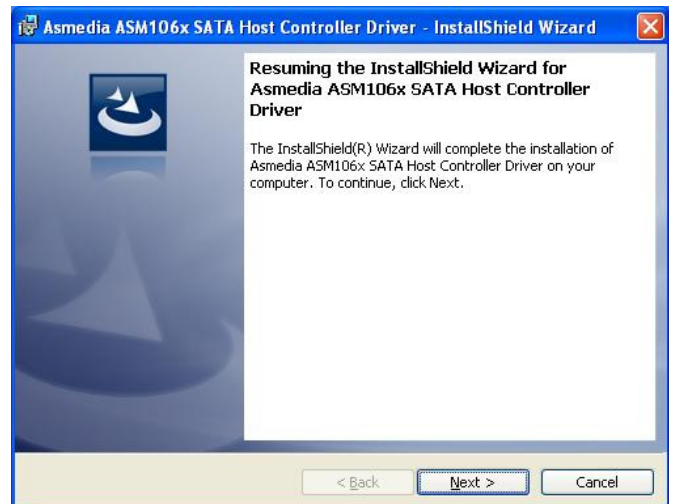 Asmedia ASM106x SATA Host Controller Driver - InstallShield Wizard
Resuming the InstallShield Wizard for
Asmedia ASM106x SATA Host Controller
Driver
The InstallShield(R) Wizard will complete the installation of
Asmedia ASM106x SATA Host Controller Driver on your
computer. To continue, click Next.
< Back Next > Cancel